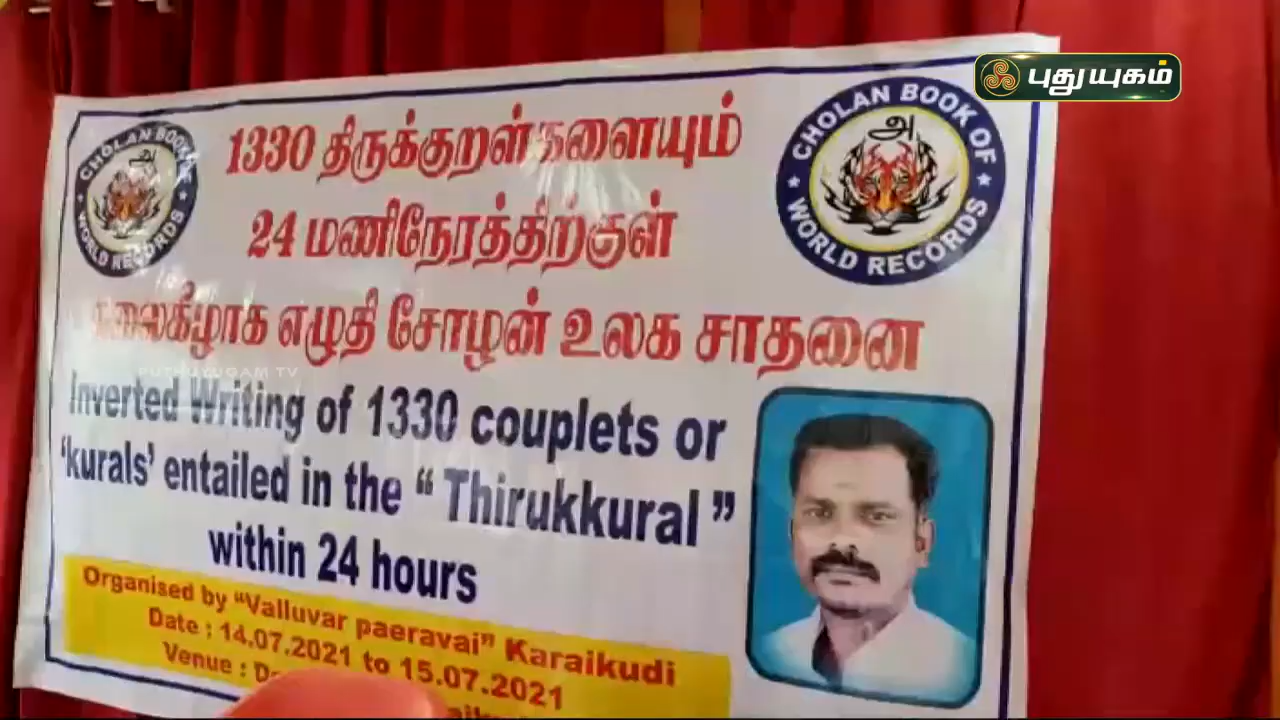 புதுயுகம்
CHOLAN BOOK OF
WORLD RECORDS
அ
CHOLAN BOOK OF
WORLD RECORDS
1330 திருக்குறள்களையும்
24 மணிநேரத்திற்குள்
தலைகீழாக எழுதி சோழன் உலக சாதனை
PUTHUYUGAM TV
Inverted Writing of 1330 couplets or
‘kurals’ entailed in the “ Thirukkural ”
within 24 hours
Organised by “Valluvar paeravai” Karaikudi
Date : 14.07.2021 to 15.07.2021
Venue :